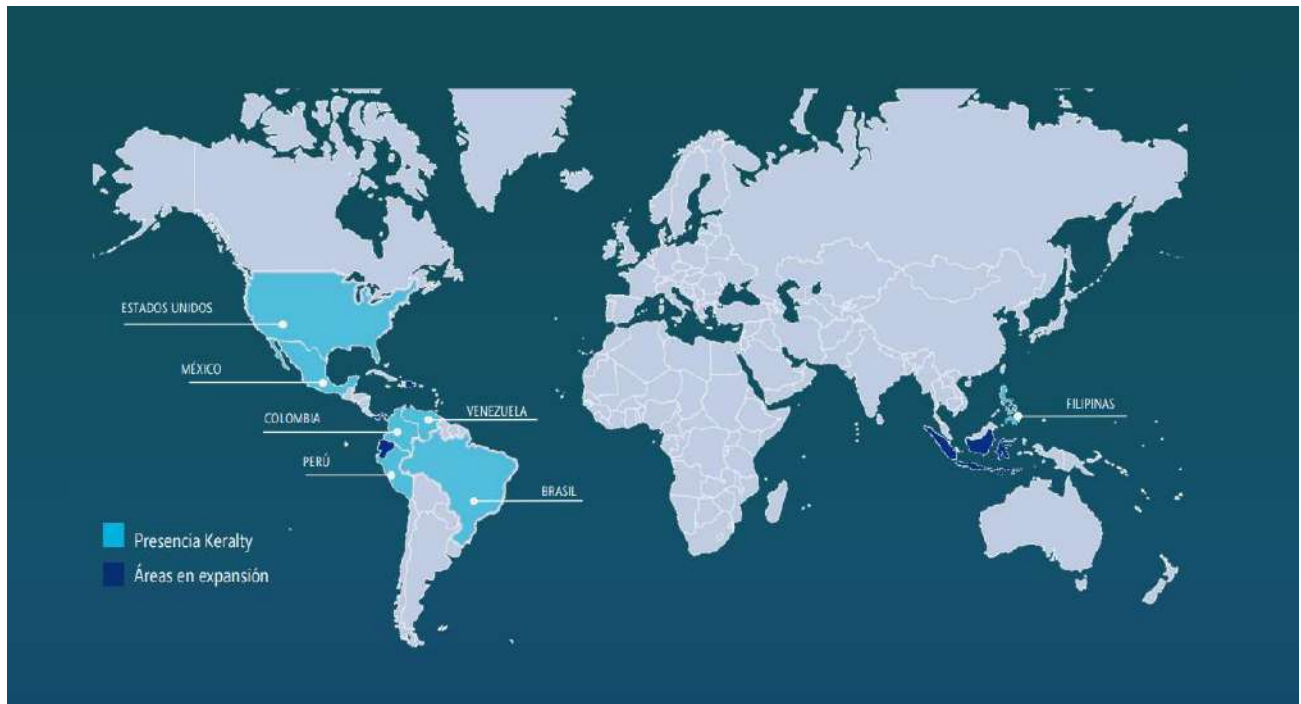 ESTADOS UNIDOS
MÉXICO
COLOMBIA
VENEZUELA
PERÚ
BRASIL
FILIPINAS
Presencia Keralty
Áreas en expansión